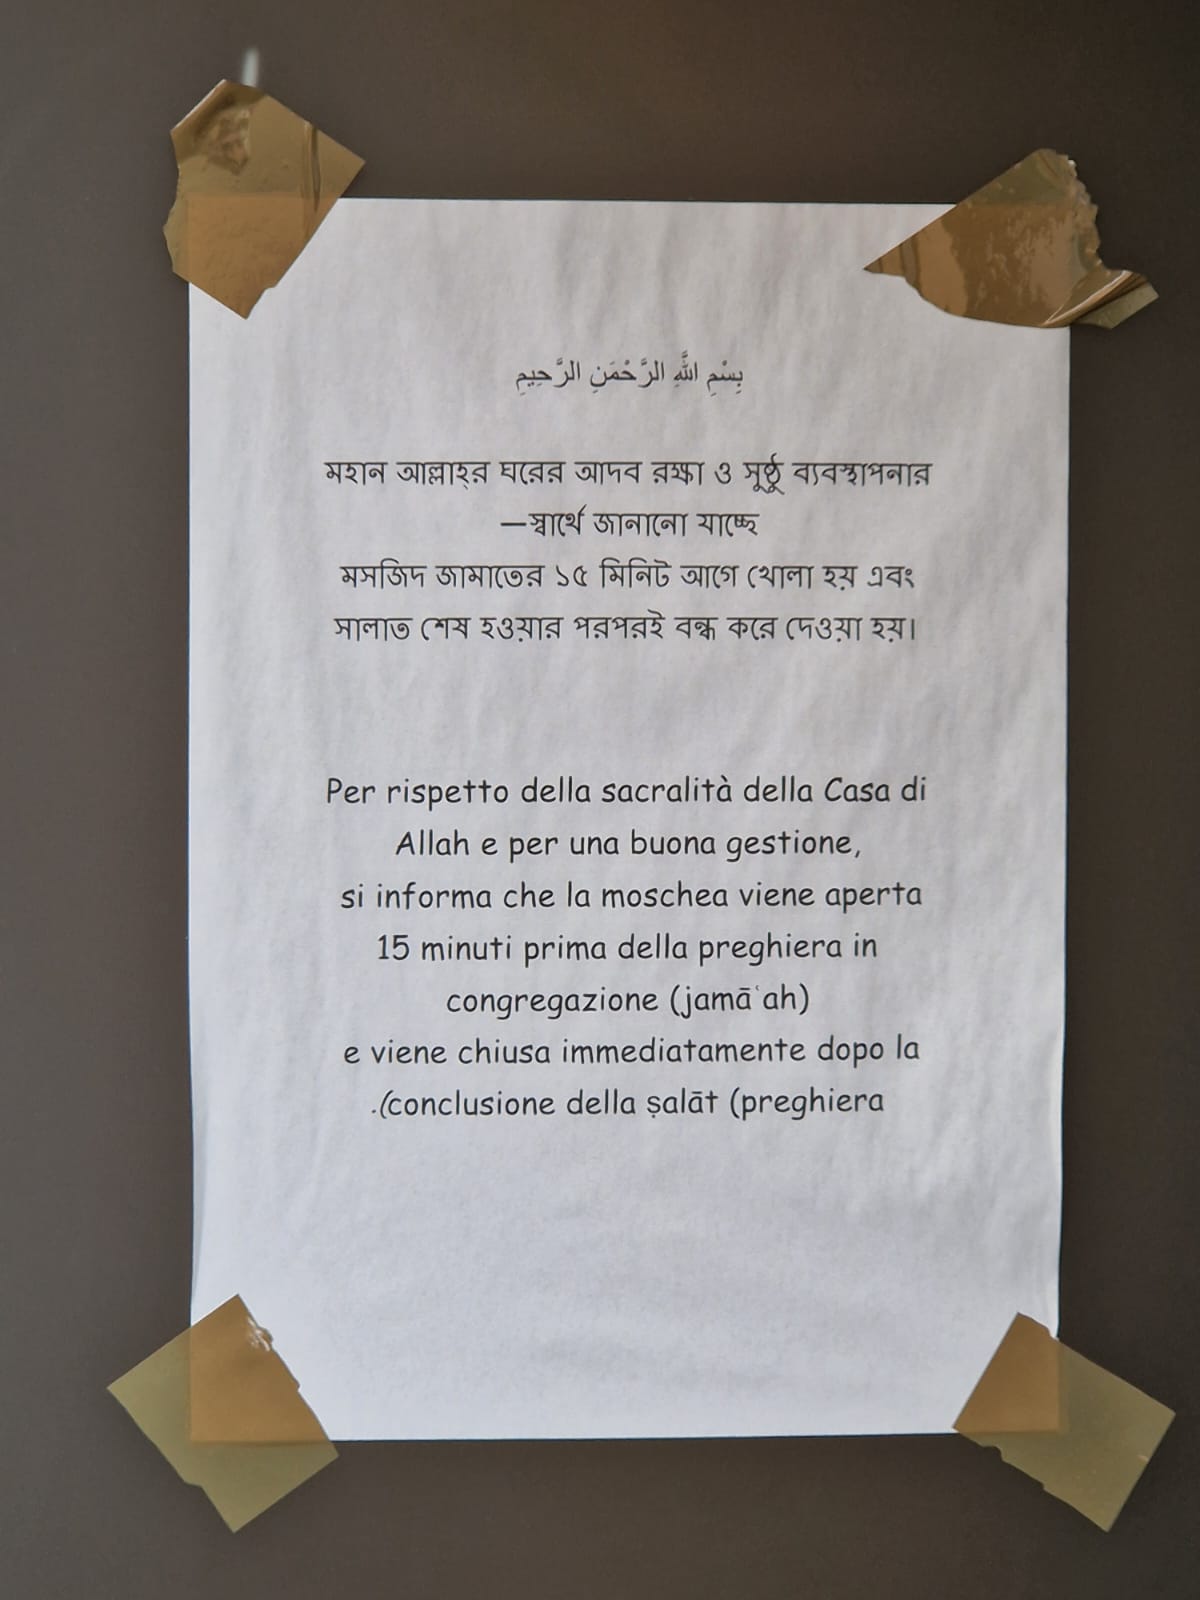 بِسْمِ اللَّهِ الرَّحْمَنِ الرَّحِيمِ
মহান আল্লাহ্‌র ঘরের আদব রক্ষা ও সুষ্ঠু ব্যবস্থাপনার
—স্বার্থে জানানো যাচ্ছে
মসজিদ জামাতের ১৫ মিনিট আগে খোলা হয় এবং
সালাত শেষ হওয়ার পরপরই বন্ধ করে দেওয়া হয়।
Per rispetto della sacralità della Casa di
Allah e per una buona gestione,
si informa che la moschea viene aperta
15 minuti prima della preghiera in
congregazione (jamāʿah)
e viene chiusa immediatamente dopo la
.(conclusione della ṣalāt (preghiera